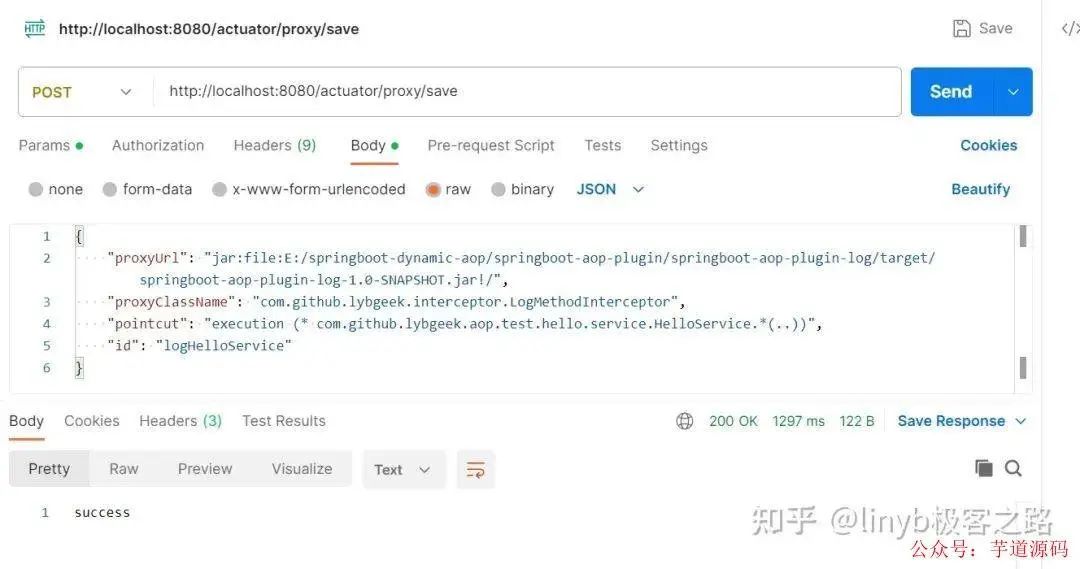 HTTP http://localhost:8080/actuator/proxy/save Save </>
POST http://localhost:8080/actuator/proxy/save Send
Params Authorization Headers (9) Body Pre-request Script Tests Settings Cookies
none form-data x-www-form-urlencoded raw binary JSON Beautify
1 {
2 "proxyUrl": "jar:file:E:/springboot-dynamic-aop/springboot-aop-plugin/springboot-aop-plugin-log/target/
springboot-aop-plugin-log-1.0-SNAPSHOT.jar!/",
3 "proxyClassName": "com.github.lybgeek.interceptor.LogMethodInterceptor",
4 "pointcut": "execution (* com.github.lybgeek.aop.test.hello.service.HelloService.*(..))",
5 "id": "logHelloService"
6 }
Body Cookies Headers (3) Test Results 200 OK 1297 ms 122 B Save Response
Pretty Raw Preview Visualize Text
1 success
知乎 @linyb极客之路
公众号：芋道源码